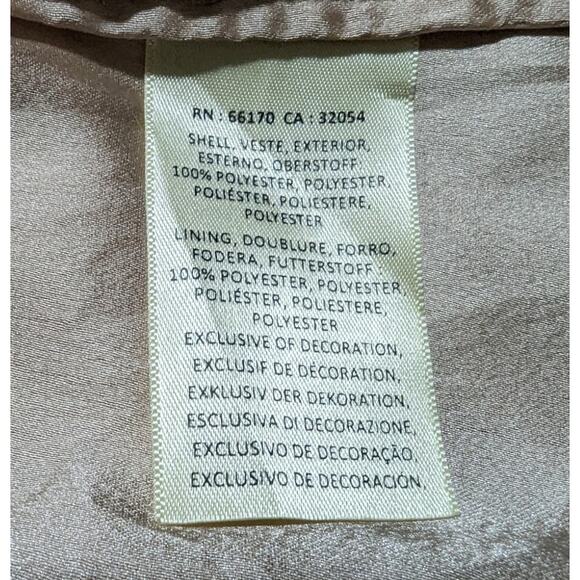 RN : 66170 CA : 32054
SHELL, VESTE, EXTERIOR,
ESTERNO, OBERSTOFF:
100% POLYESTER, POLYESTER,
POLIÉSTER, POLIESTERE,
POLYESTER
LINING, DOUBLURE, FORRO,
FODERA, FUTTERSTOFF:
100% POLYESTER, POLYESTER,
POLIÉSTER, POLIESTERE,
POLYESTER
EXCLUSIVE OF DECORATION,
EXCLUSIF DE DÉCORATION,
EXKLUSIV DER DEKORATION,
ESCLUSIVA DI DECORAZIONE,
EXCLUSIVO DE DECORAÇÃO,
EXCLUSIVO DE DECORACIÓN.